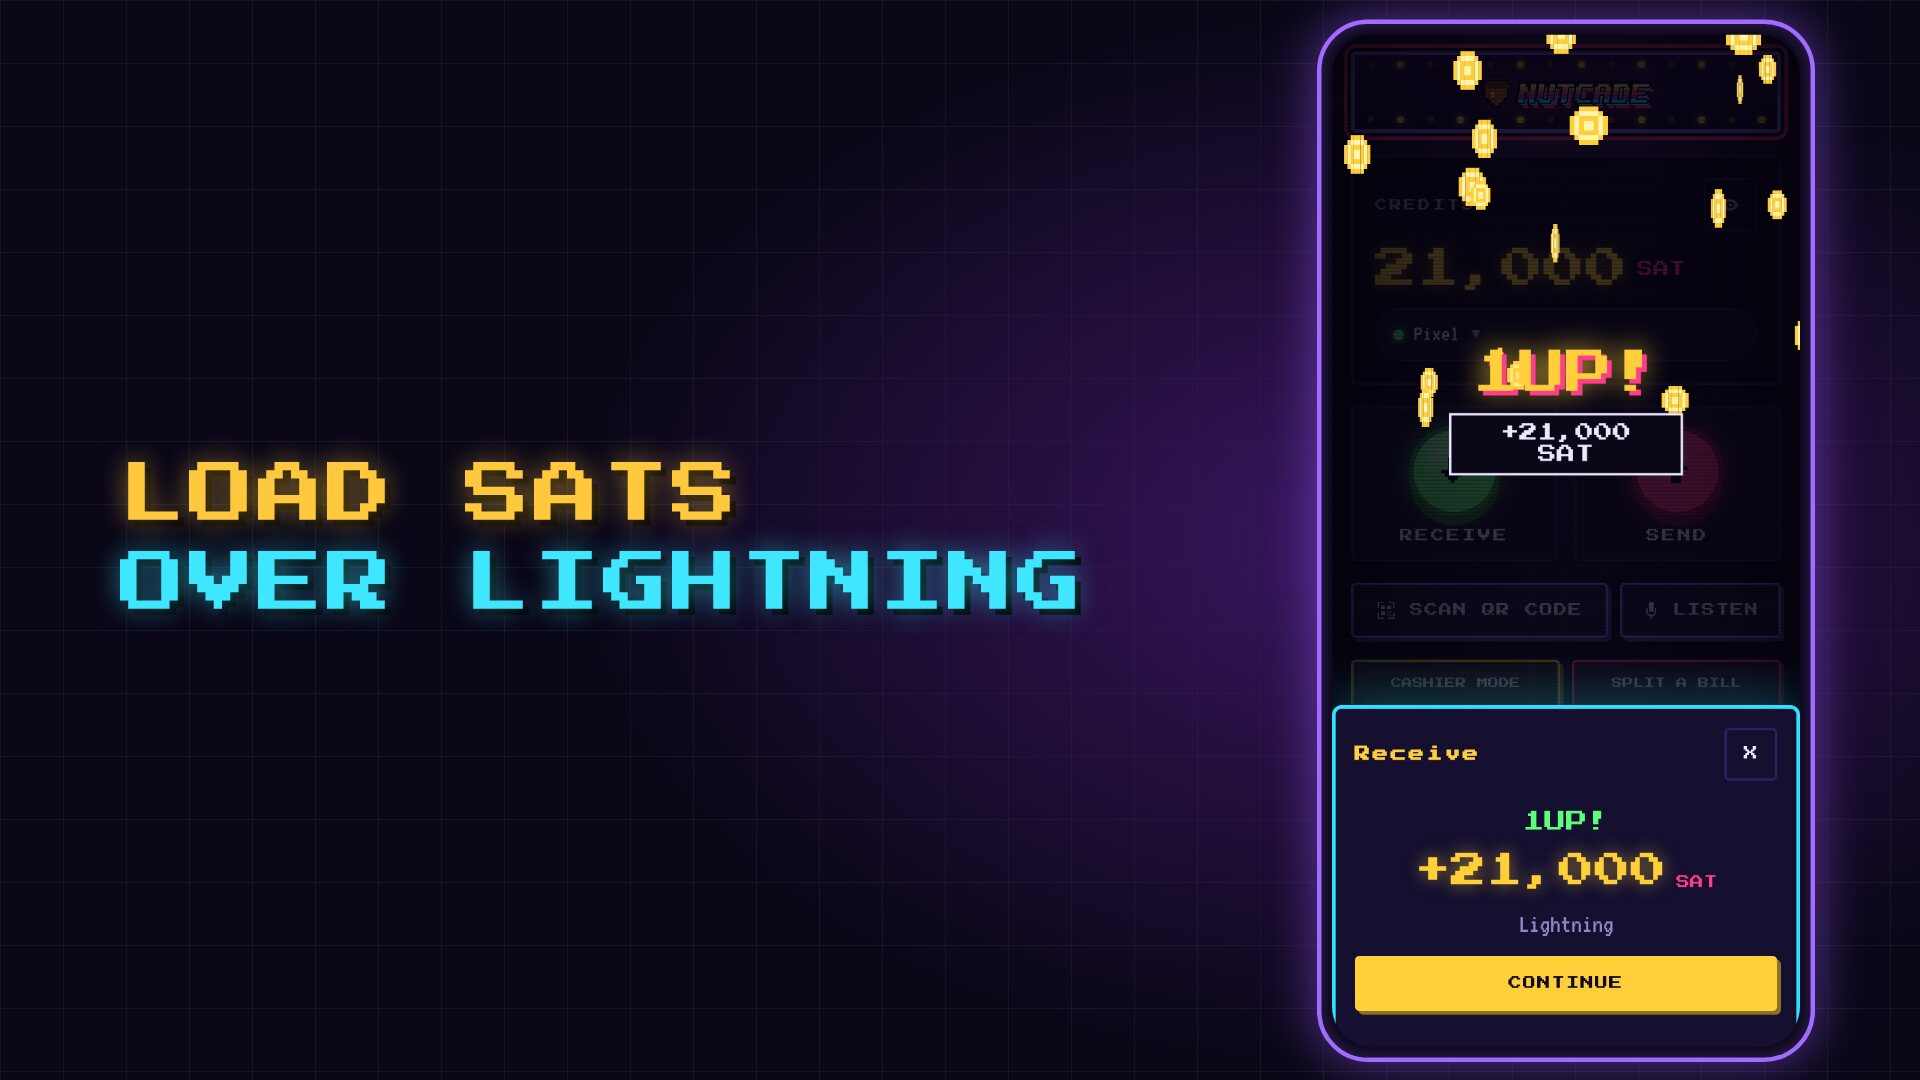 LOAD SATS
OVER LIGHTNING
NUTCADE
CREDITS
21,000 SAT
Pixel ▼
1UP!
+21,000
SAT
RECEIVE
SEND
SCAN QR CODE
LISTEN
CASHIER MODE
SPLIT A BILL
Receive
X
1UP!
+21,000 SAT
Lightning
CONTINUE